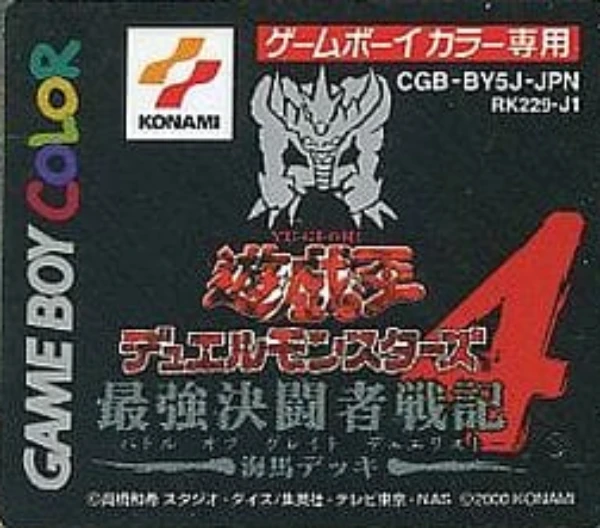 GAME BOY COLOR
KONAMI
ゲームボーイカラー専用
CGB-BY5J-JPN
RK229-J1
YU-GI-OH!
遊戯王
デュエルモンスターズ4
最強決闘者戦記
バトル オブ グレイト デュエリスト
海馬デッキ
©高橋和希 スタジオ・ダイス/集英社・テレビ東京・NAS ©2000 KONAMI